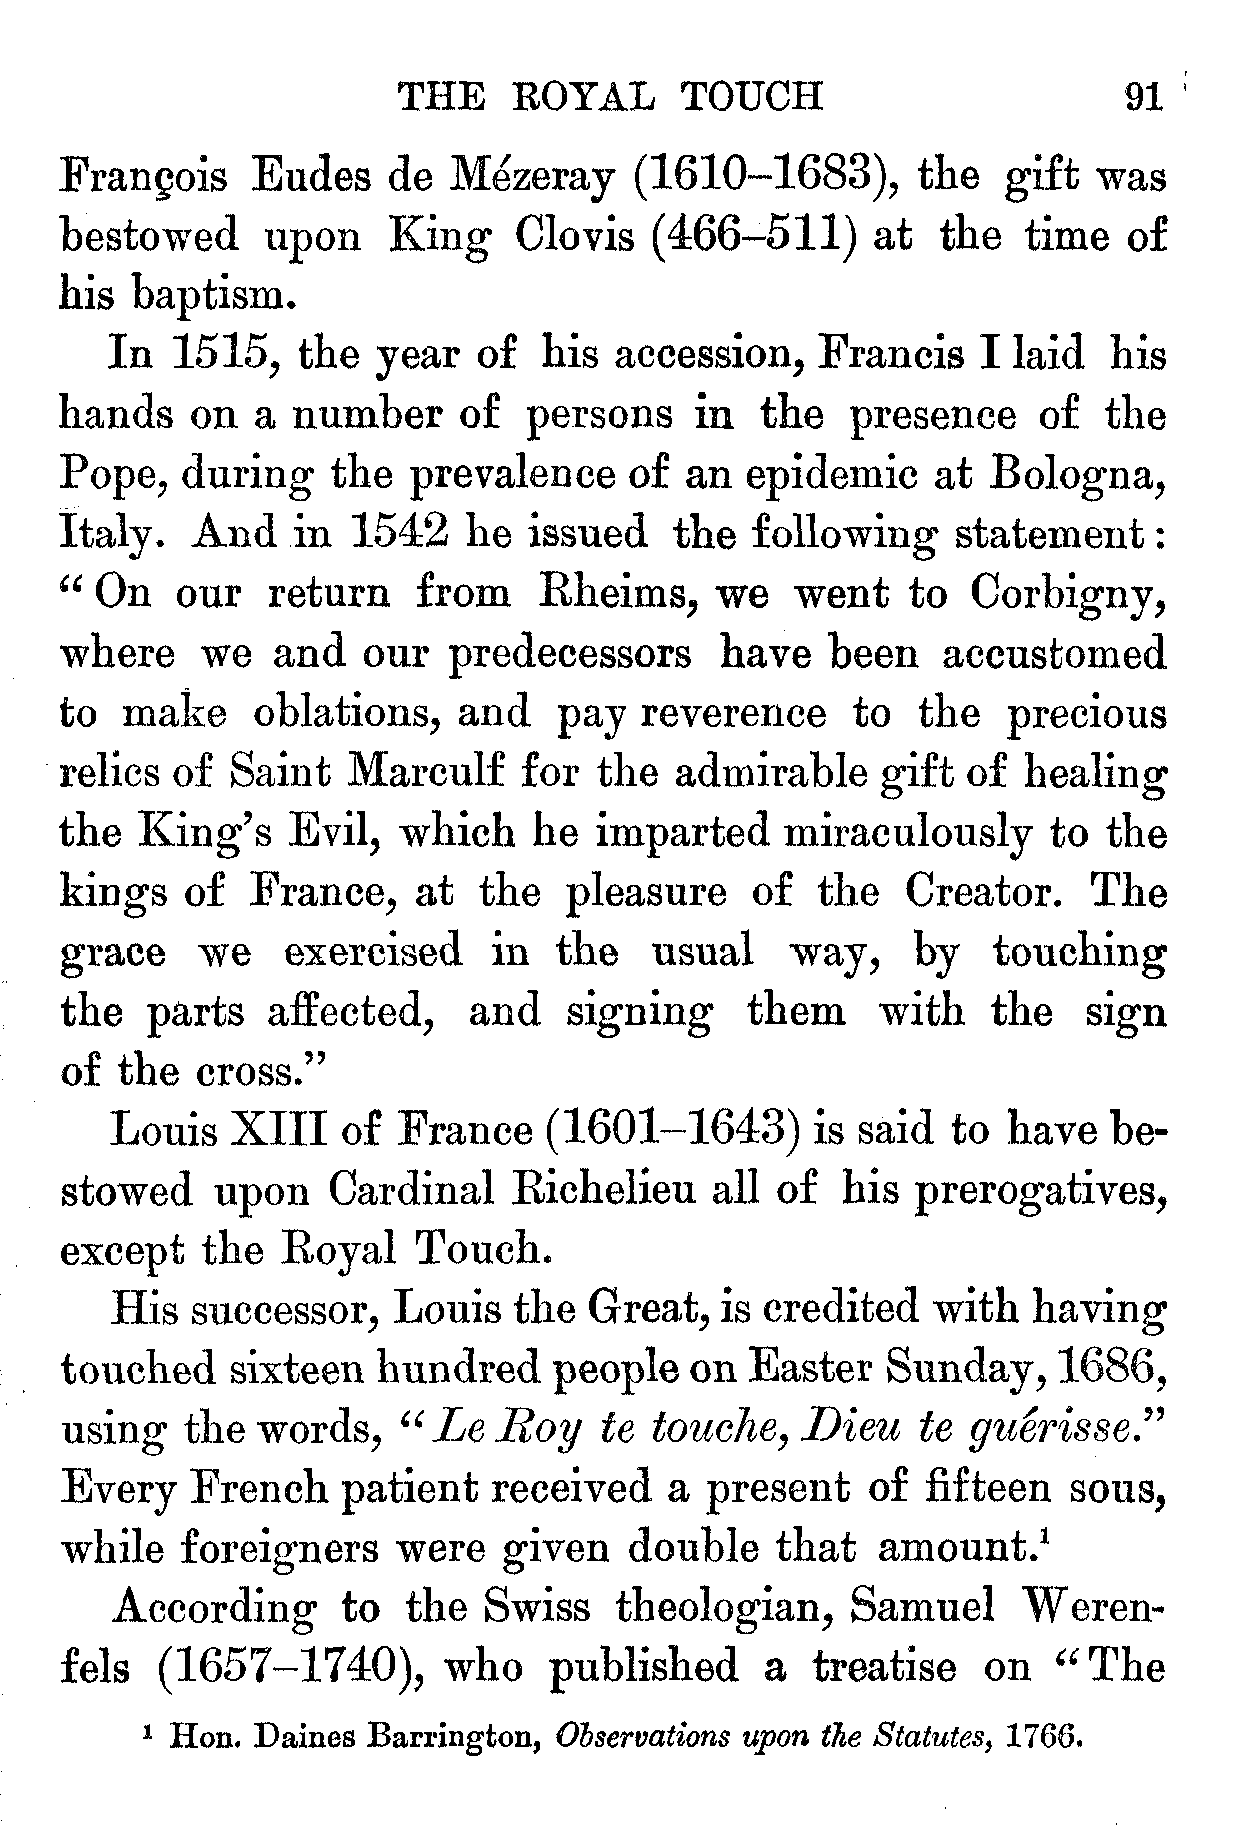 THE ROYAL TOUCH 91
François Eudes de Mézeray (1610–1683), the gift was
bestowed upon King Clovis (466–511) at the time of
his baptism.
In 1515, the year of his accession, Francis I laid his
hands on a number of persons in the presence of the
Pope, during the prevalence of an epidemic at Bologna,
Italy. And in 1542 he issued the following statement:
“On our return from Rheims, we went to Corbigny,
where we and our predecessors have been accustomed
to make oblations, and pay reverence to the precious
relics of Saint Marculf for the admirable gift of healing
the King’s Evil, which he imparted miraculously to the
kings of France, at the pleasure of the Creator. The
grace we exercised in the usual way, by touching
the parts affected, and signing them with the sign
of the cross.”
Louis XIII of France (1601–1643) is said to have be-
stowed upon Cardinal Richelieu all of his prerogatives,
except the Royal Touch.
His successor, Louis the Great, is credited with having
touched sixteen hundred people on Easter Sunday, 1686,
using the words, “Le Roy te touche, Dieu te guérisse.”
Every French patient received a present of fifteen sous,
while foreigners were given double that amount.¹
According to the Swiss theologian, Samuel Weren-
fels (1657–1740), who published a treatise on “The
¹ Hon. Daines Barrington, Observations upon the Statutes, 1766.